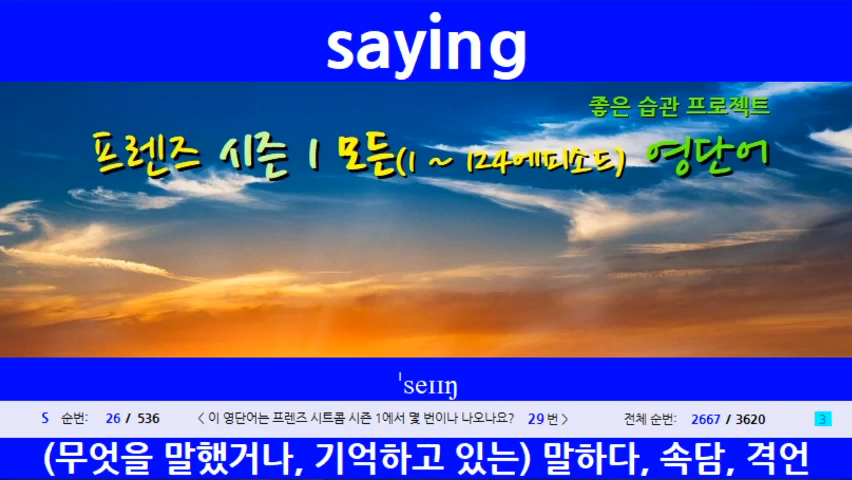 saying
좋은 습관 프로젝트
프렌즈 시즌 1 모든(1 ~ 124에피소드) 영단어
ˈseɪɪŋ
S 순번: 26 / 536 < 이 영단어는 프렌즈 시트콤 시즌 1에서 몇 번이나 나오나요? 29 번 > 전체 순번: 2667 / 3620 3
(무엇을 말했거나, 기억하고 있는) 말하다, 속담, 격언